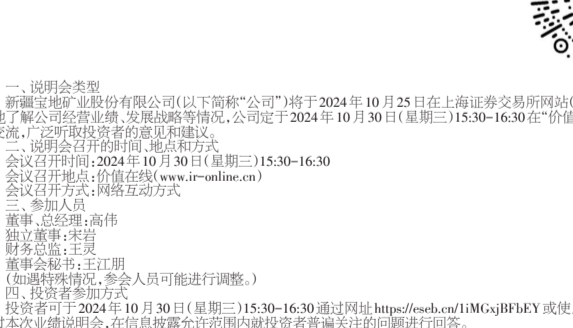 一、说明会类型
新疆宝地矿业股份有限公司(以下简称“公司”)将于2024年10月25日在上海证券交易所网站(
他了解公司经营业绩、发展战略等情况,公司定于2024年10月30日(星期三)15:30-16:30在“价值
交流,广泛听取投资者的意见和建议。
二、说明会召开的时间、地点和方式
会议召开时间:2024年10月30日(星期三)15:30-16:30
会议召开地点:价值在线(www.ir-online.cn)
会议召开方式:网络互动方式
三、参加人员
董事、总经理:高伟
独立董事:宋岩
财务总监:王灵
董事会秘书:王江朋
(如遇特殊情况,参会人员可能进行调整。)
四、投资者参加方式
投资者可于2024年10月30日(星期三)15:30-16:30通过网址https://eseb.cn/1iMGxjBFbEY或使
对本次业绩说明会,在信息披露允许范围内就投资者普遍关注的问题进行回答。